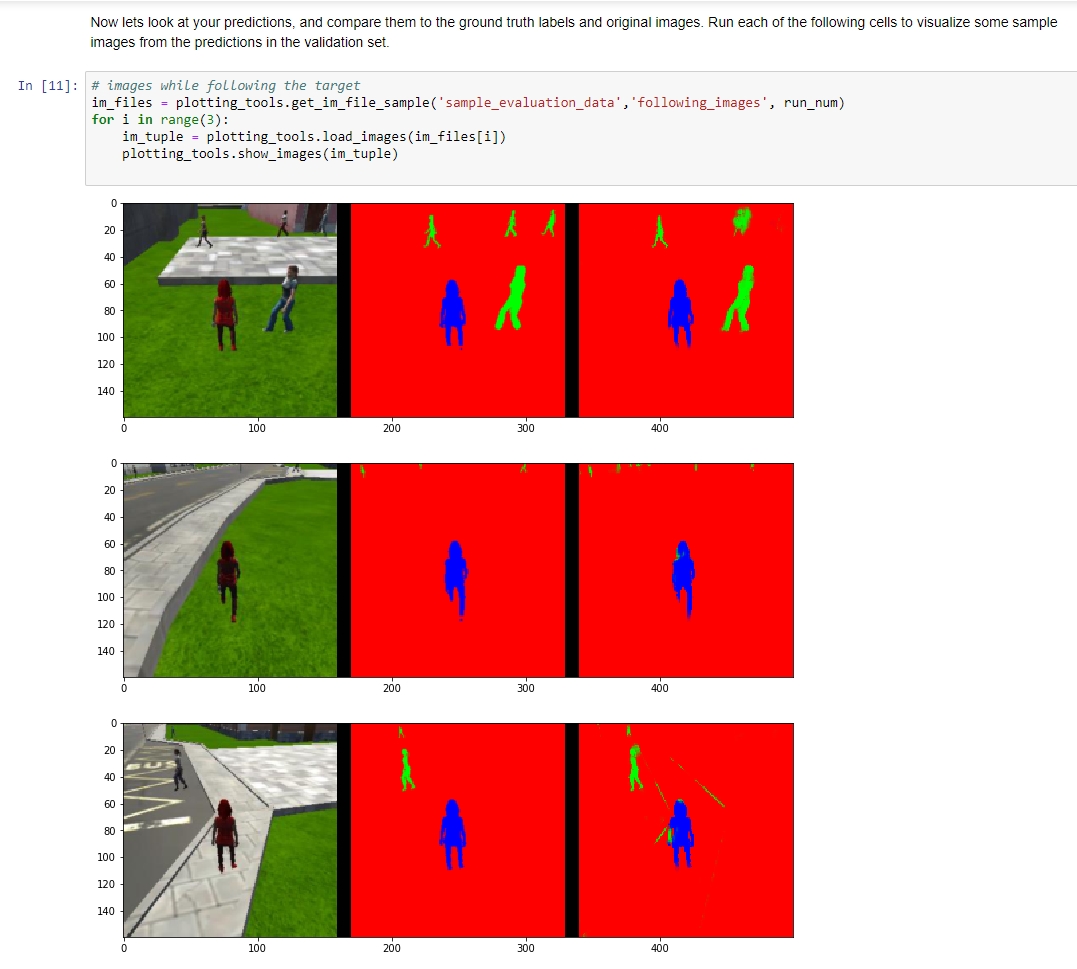 Now lets look at your predictions, and compare them to the ground truth labels and original images. Run each of the following cells to visualize some sample
images from the predictions in the validation set.
In [11]:
# images while following the target
im_files = plotting_tools.get_im_file_sample('sample_evaluation_data','following_images', run_num)
for i in range(3):
    im_tuple = plotting_tools.load_images(im_files[i])
    plotting_tools.show_images(im_tuple)
0
20
40
60
80
100
120
140
0 100 200 300 400
0
20
40
60
80
100
120
140
0 100 200 300 400
0
20
BUS
40
60
80
100
120
140
0 100 200 300 400